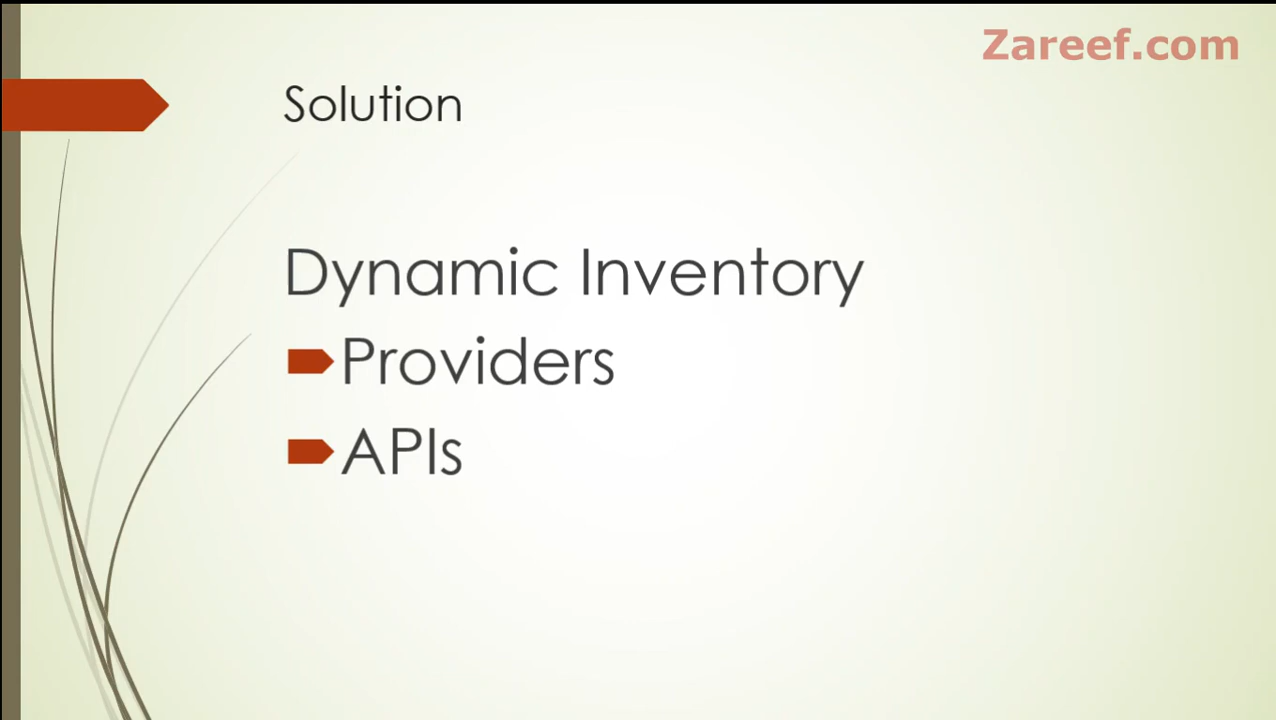 Zareef.com
Solution
Dynamic Inventory
Providers
APIs